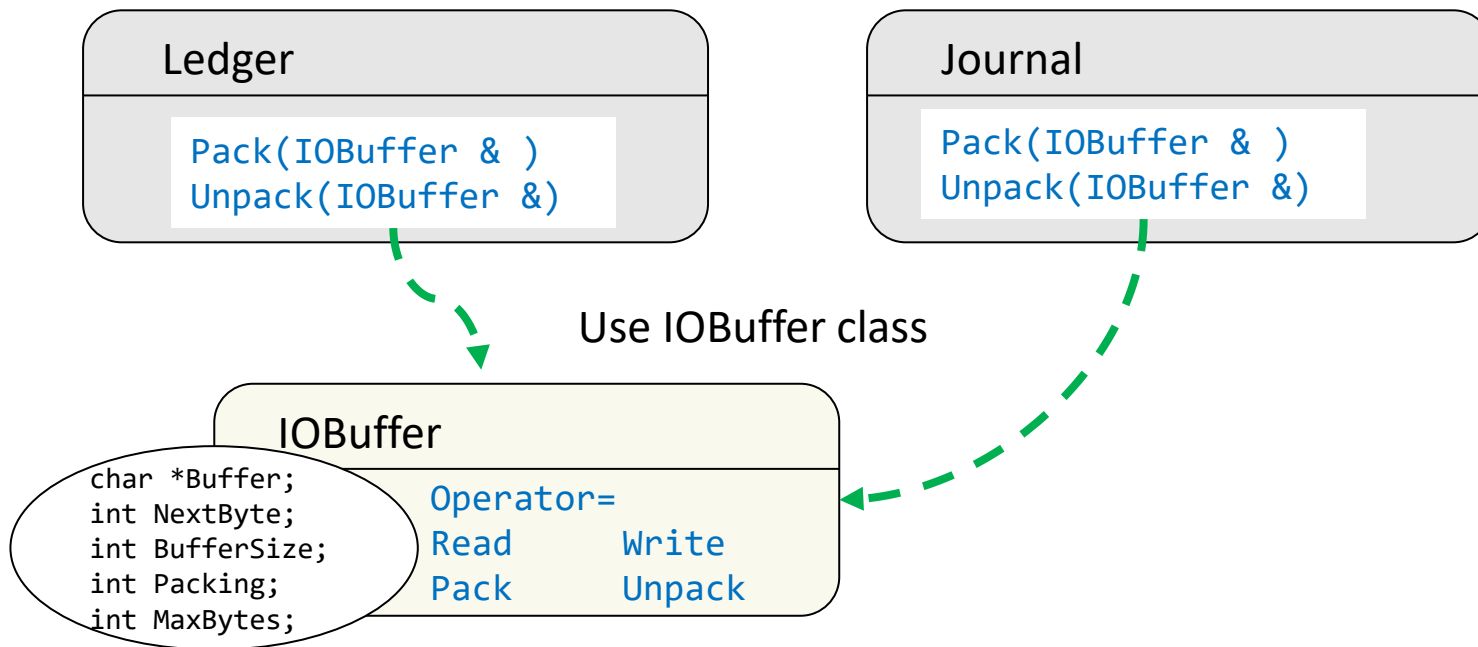 Ledger
Pack(IOBuffer & )
Unpack(IOBuffer &)
Journal
Pack(IOBuffer & )
Unpack(IOBuffer &)
Use IOBuffer class
IOBuffer
char *Buffer;
int NextByte;
int BufferSize;
int Packing;
int MaxBytes;
Operator=
Read Write
Pack Unpack